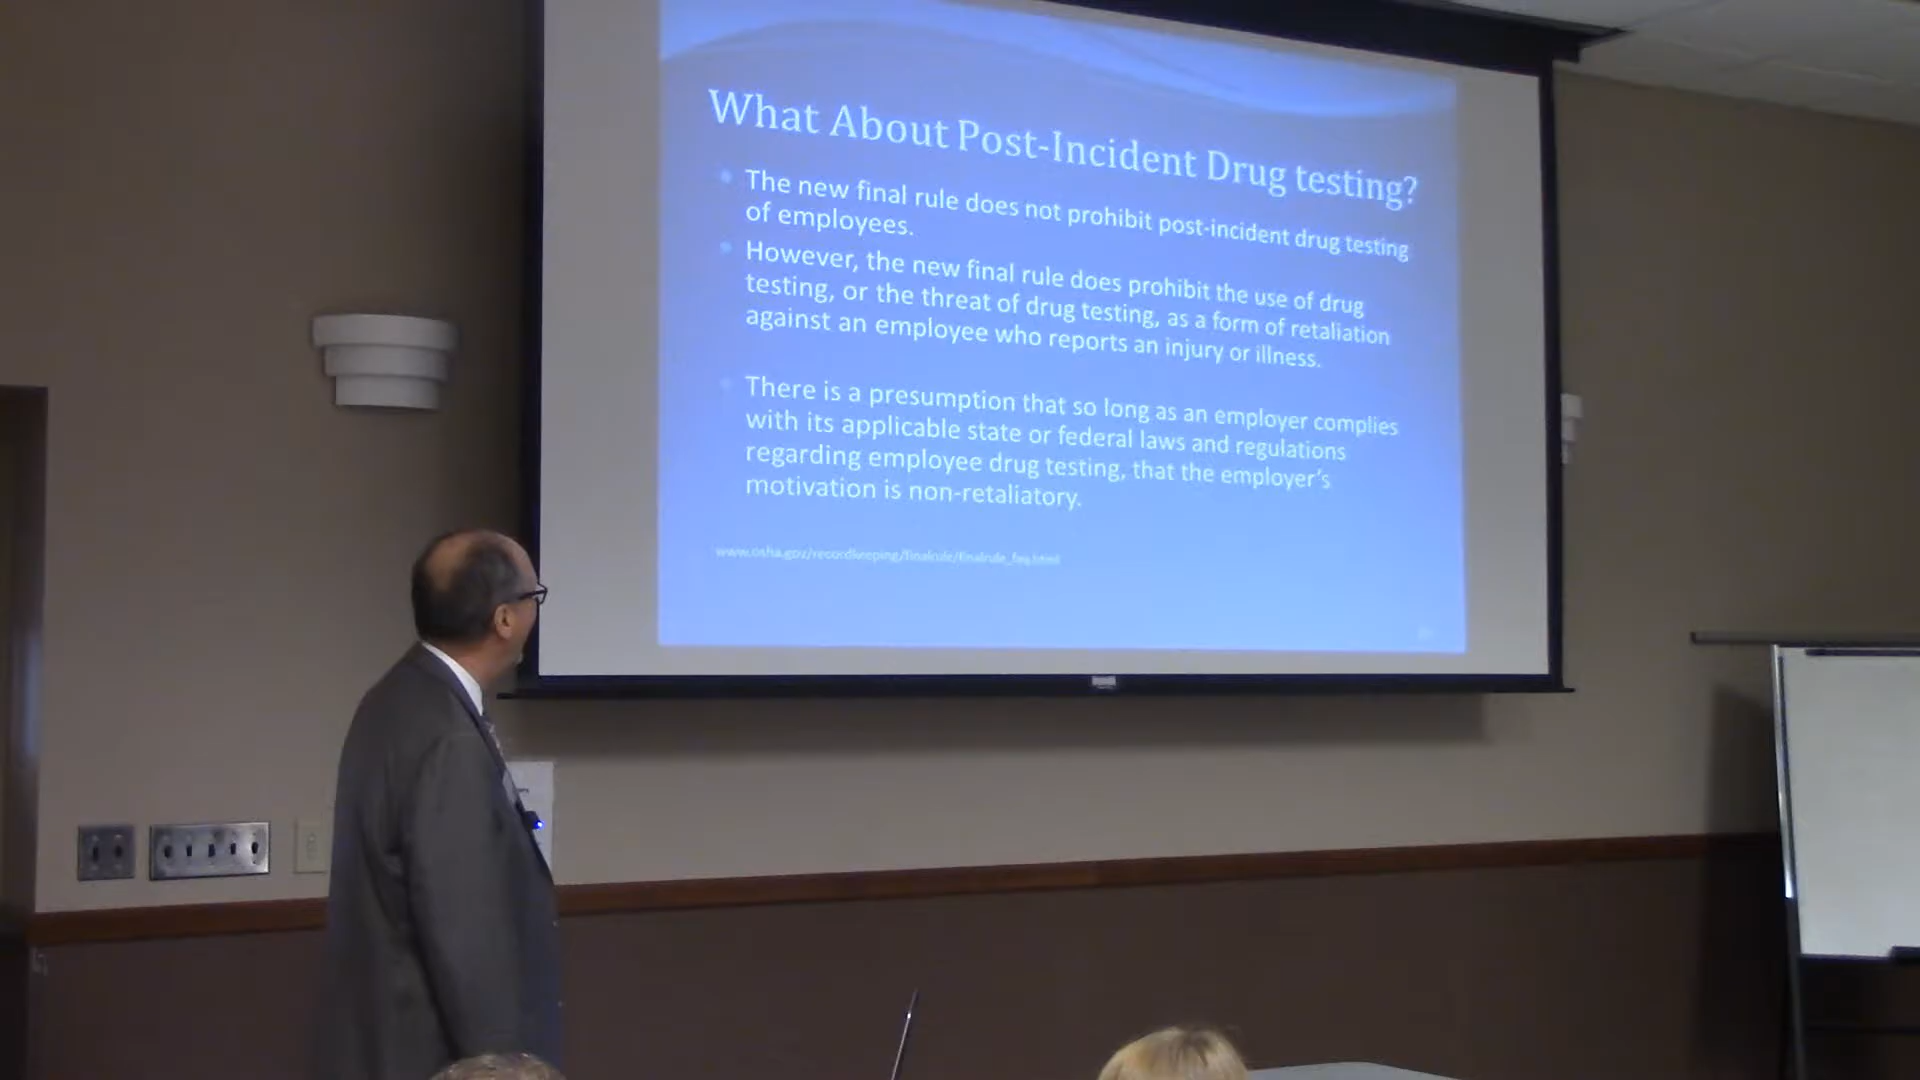 What About Post-Incident Drug testing?
The new final rule does not prohibit post-incident drug testing
of employees.
However, the new final rule does prohibit the use of drug
testing, or the threat of drug testing, as a form of retaliation
against an employee who reports an injury or illness.
There is a presumption that so long as an employer complies
with its applicable state or federal laws and regulations
regarding employee drug testing, that the employer's
motivation is non-retaliatory.
www.osha.gov/recordkeeping/finalrule/finalrule_faq.html